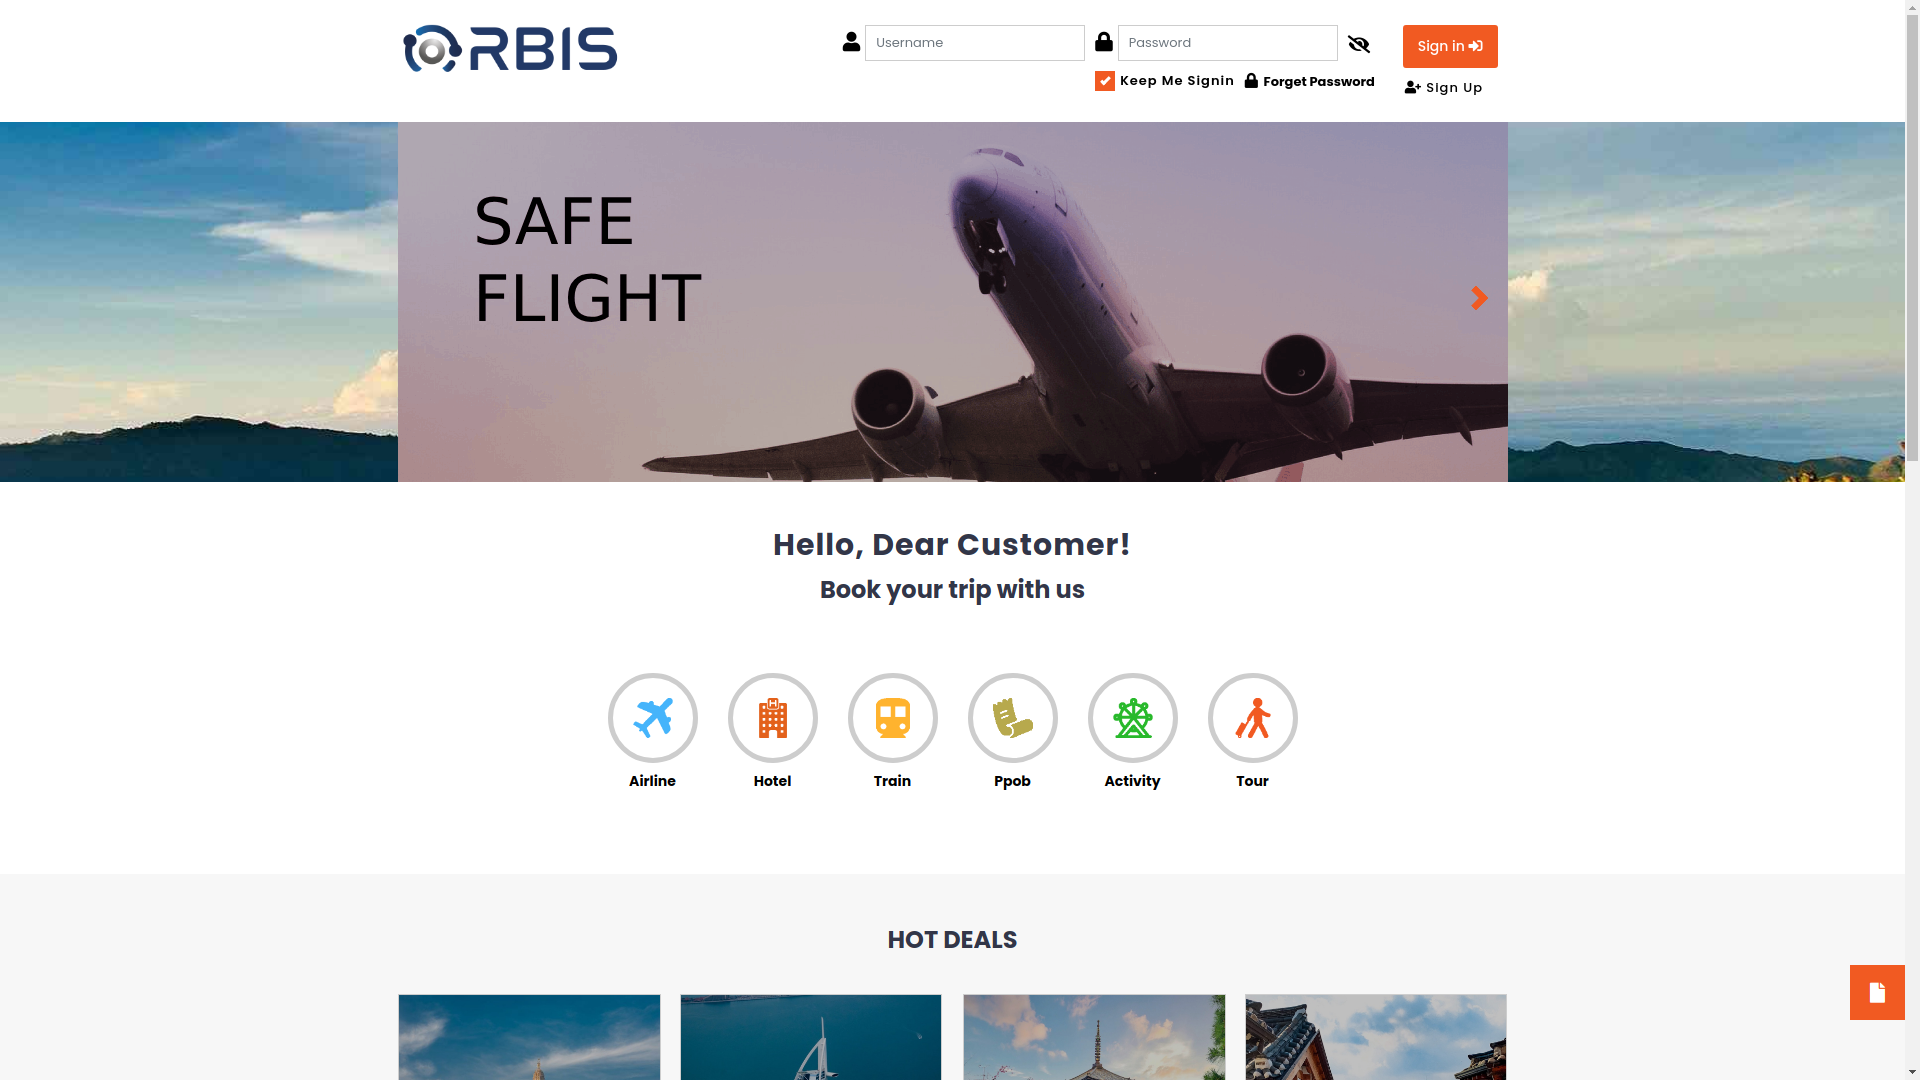 ORBIS
Username
Password
Sign in
Keep Me Signin
Forget Password
Sign Up
SAFE
FLIGHT
Hello, Dear Customer!
Book your trip with us
Airline
Hotel
Train
Ppob
Activity
Tour
HOT DEALS